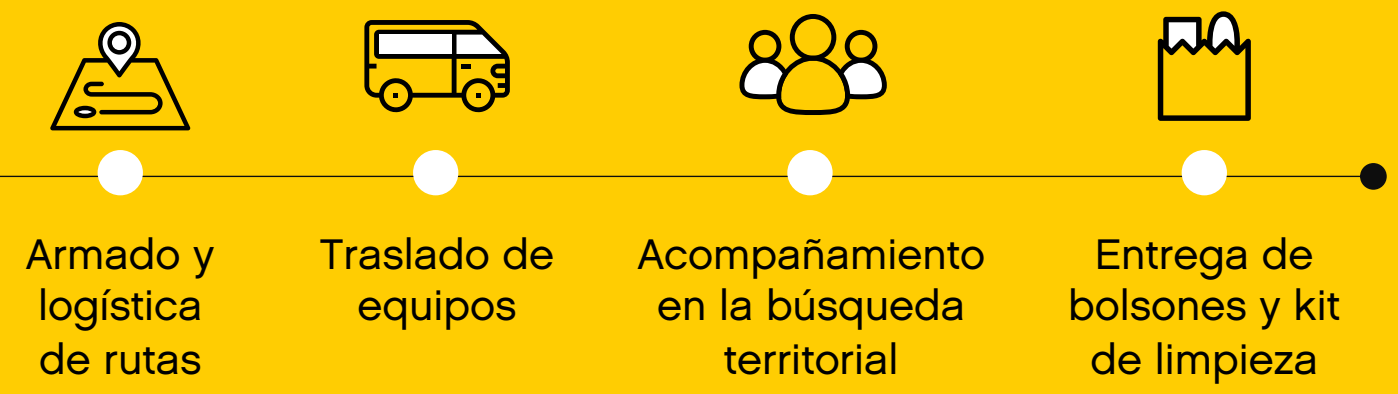 Armado y
logística
de rutas
Traslado de
equipos
Acompañamiento
en la búsqueda
territorial
Entrega de
bolsones y kit
de limpieza